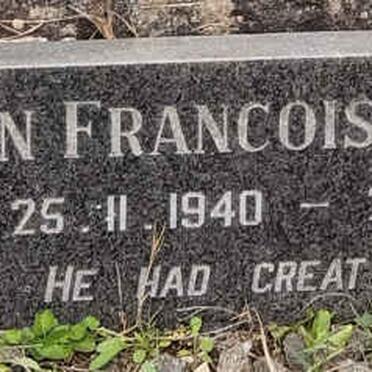 N FRANCOIS
25.11.1940 –
HE HAD CREAT